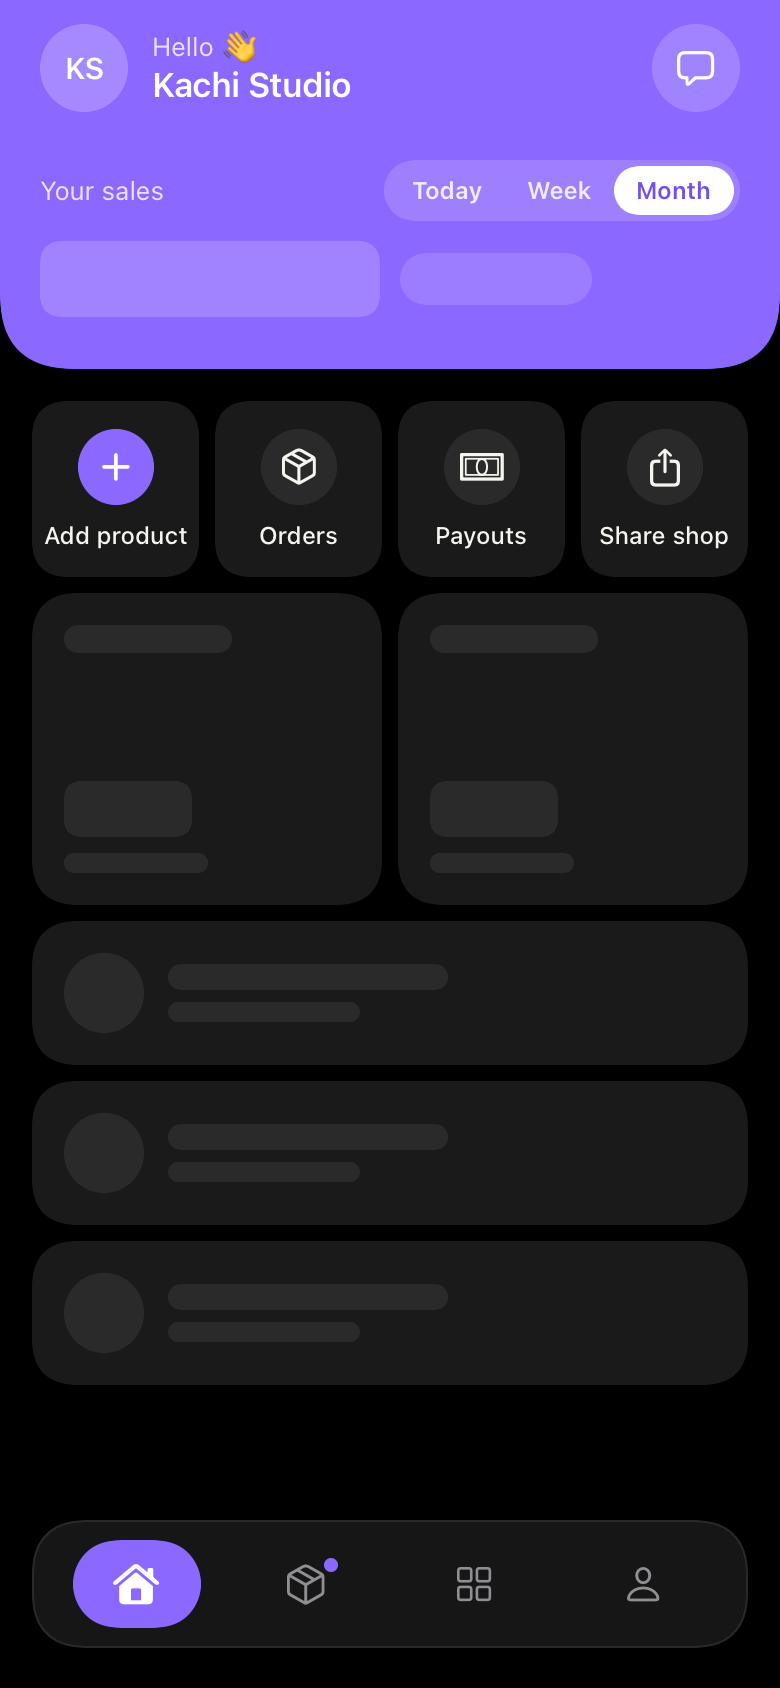 KS
Hello 👋
Kachi Studio
Your sales
Today Week Month
Add product
Orders
Payouts
Share shop